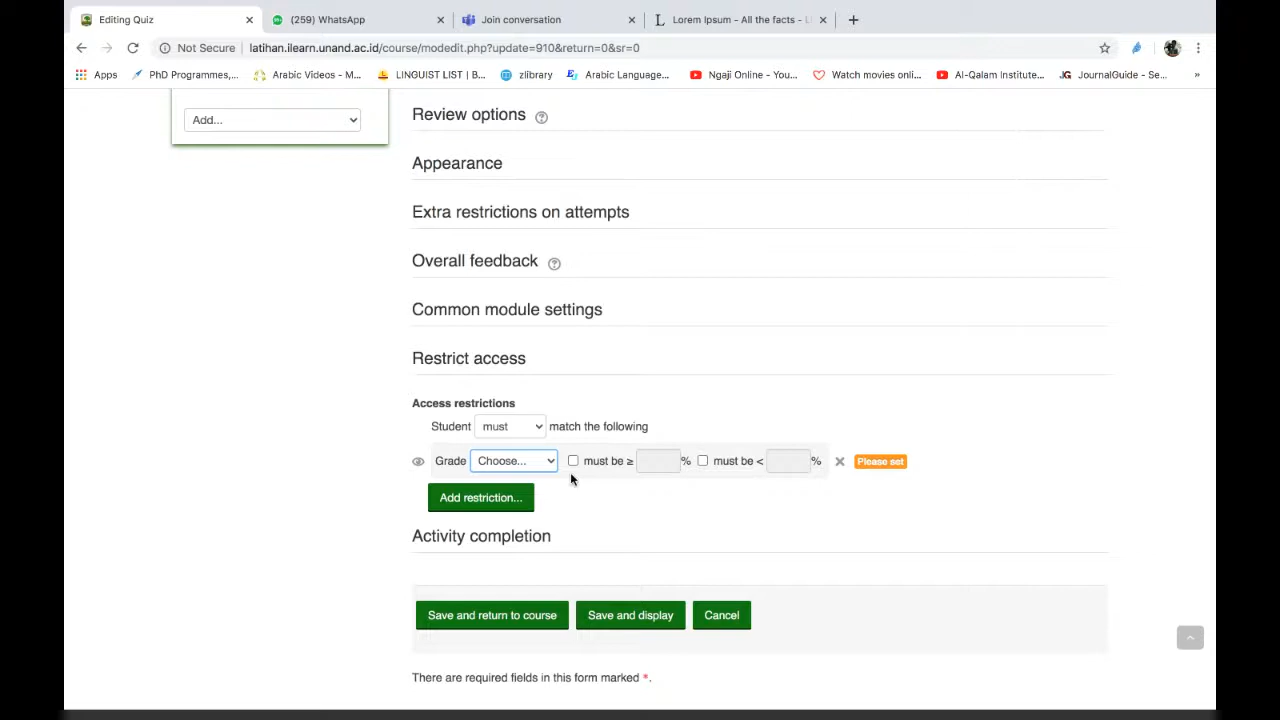 Editing Quiz
(259) WhatsApp
Join conversation
Lorem Ipsum - All the facts - L
Not Secure
latihan.ilearn.unand.ac.id/course/modedit.php?update=910&return=0&sr=0
Apps
PhD Programmes,...
Arabic Videos - M...
LINGUIST LIST | B...
zlibrary
Arabic Language...
Ngaji Online - You...
Watch movies onli...
Al-Qalam Institute...
JournalGuide - Se...
»
Add...
Review options
Appearance
Extra restrictions on attempts
Overall feedback
Common module settings
Restrict access
Access restrictions
Student must match the following
Grade Choose... must be ≥ % must be < % Please set
Add restriction...
Activity completion
Save and return to course
Save and display
Cancel
There are required fields in this form marked *.